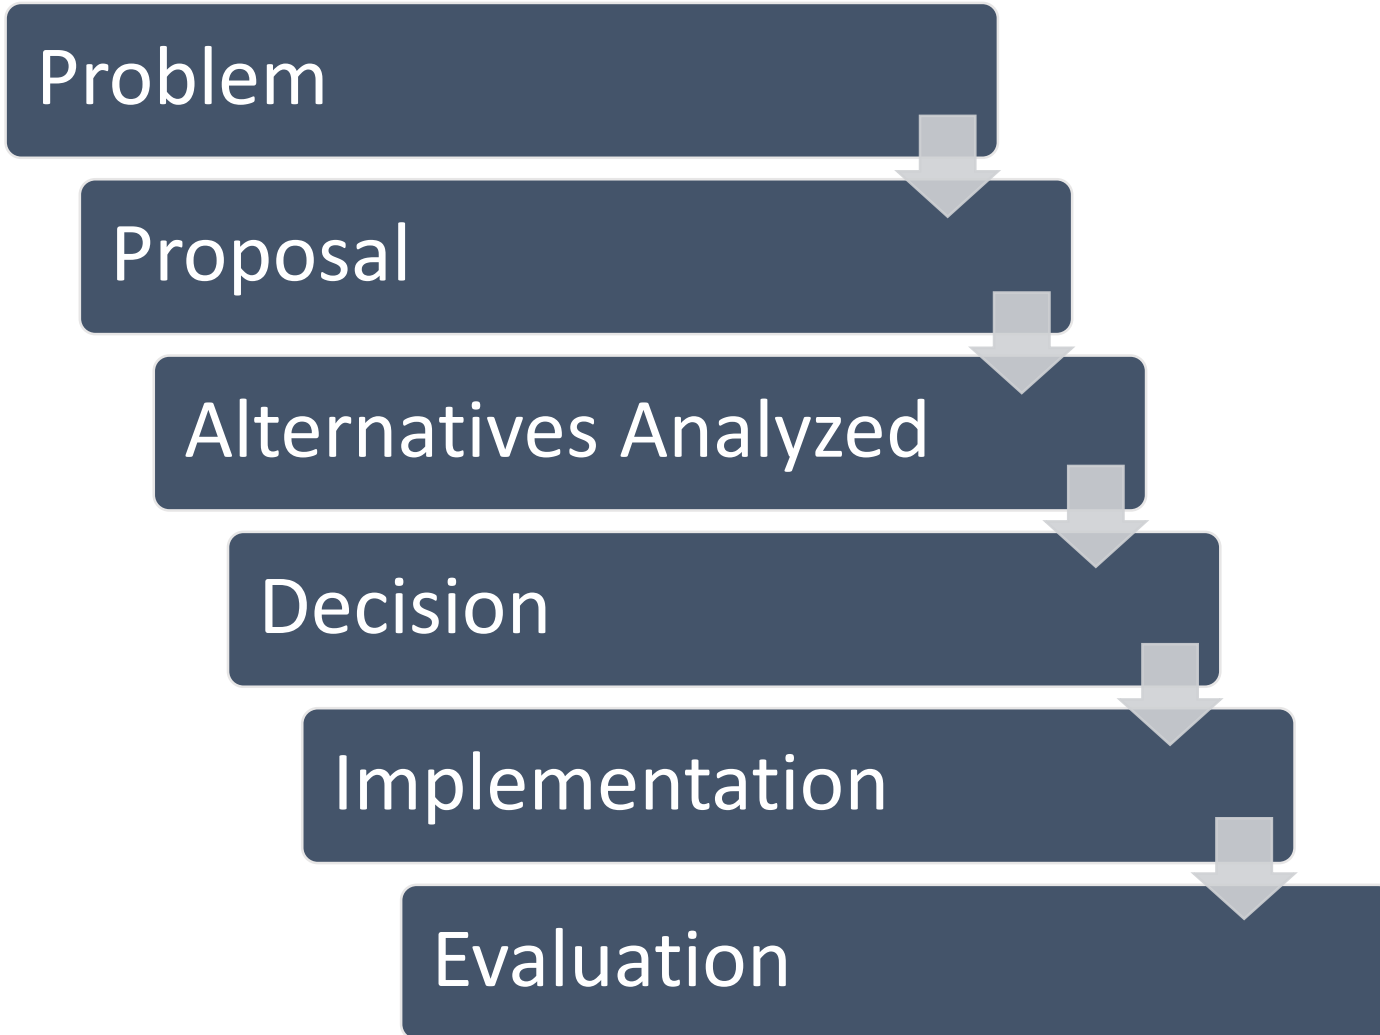 Problem
Proposal
Alternatives Analyzed
Decision
Implementation
Evaluation